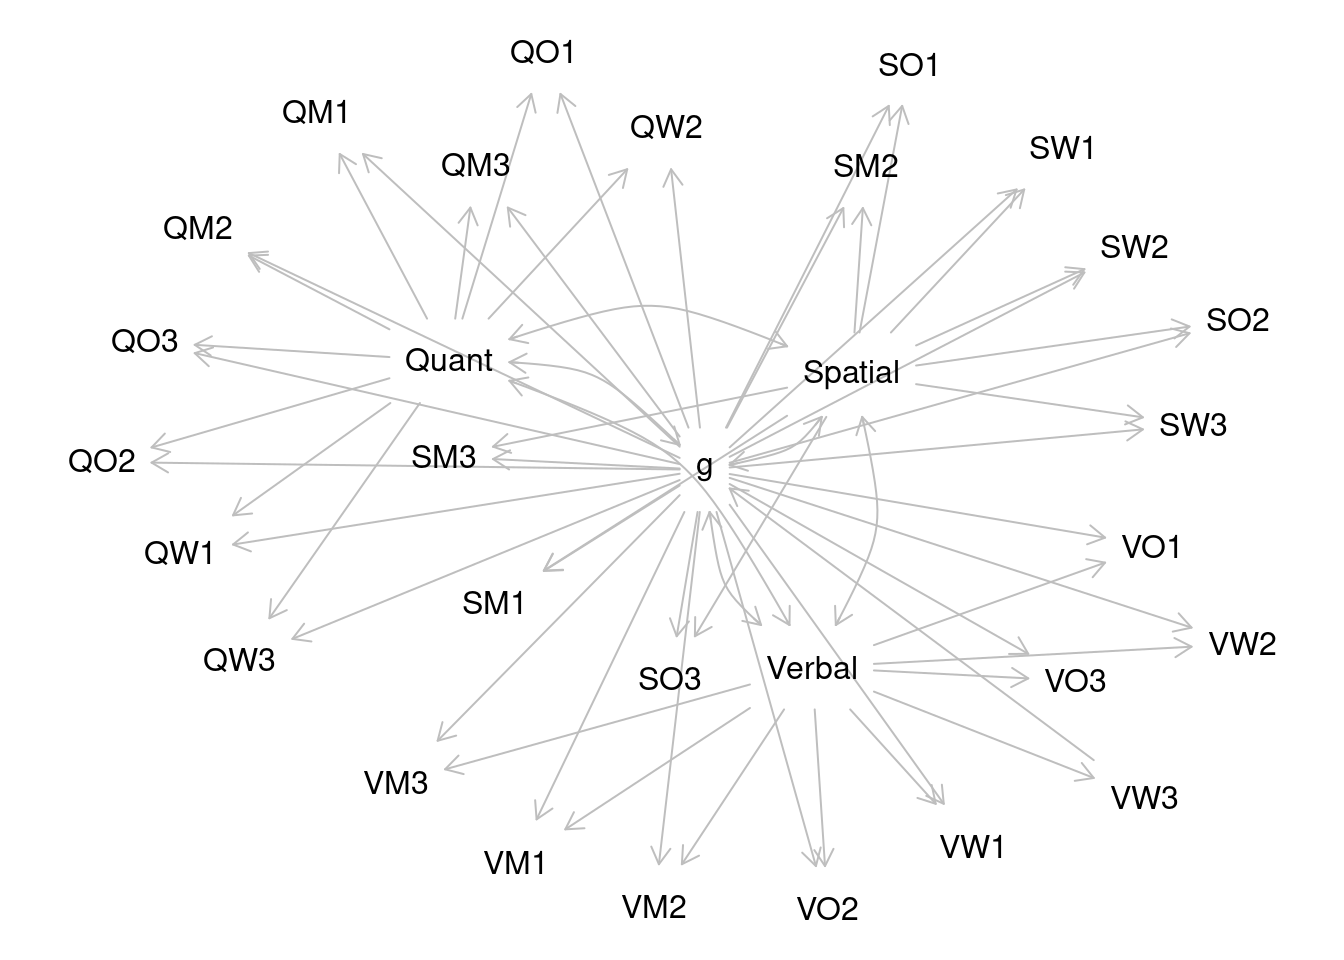 QO1
SO1
QM1
QW2
SW1
QM3
SM2
QM2
SW2
SO2
QO3
Quant
Spatial
SW3
QO2
SM3
g
VO1
QW1
SM1
VW2
QW3
Verbal
SO3
VO3
VM3
VW3
VW1
VM1
VM2
VO2